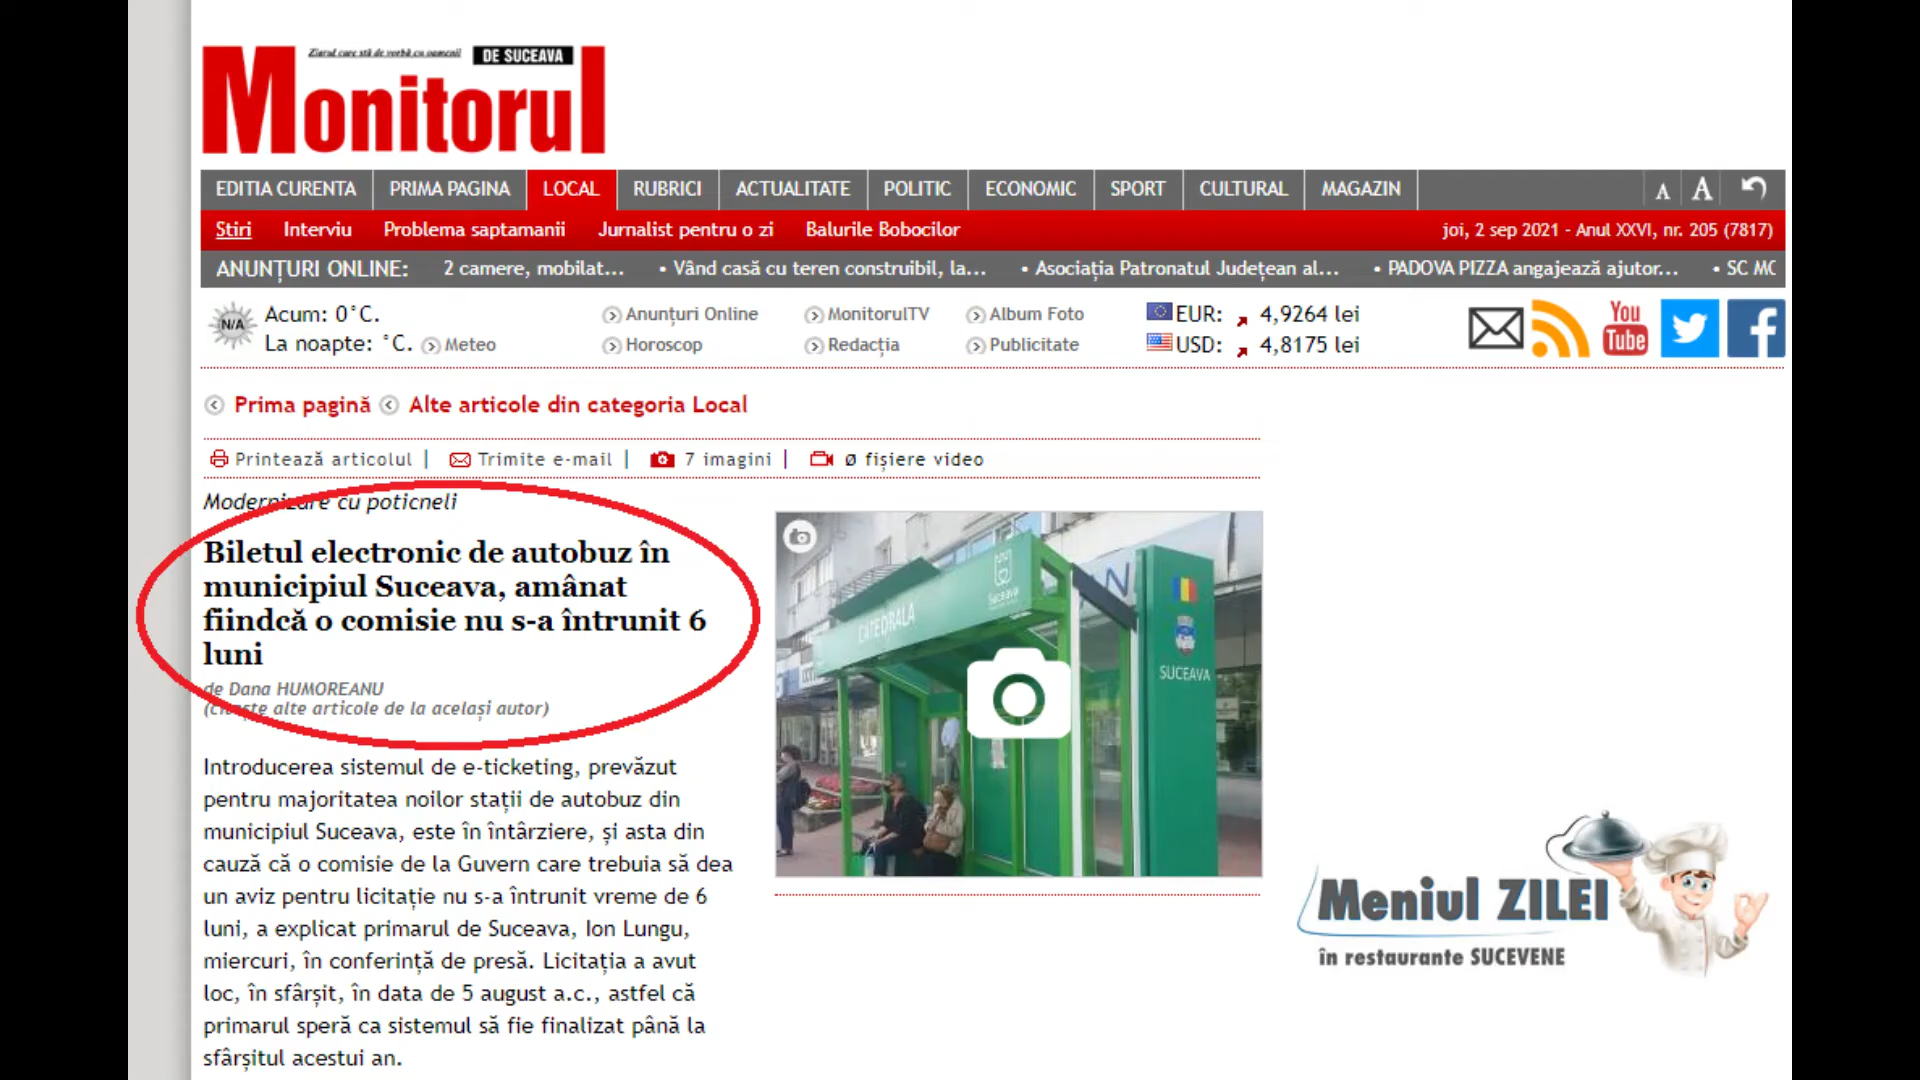 Ziarul care stă de vorbă cu oamenii
DE SUCEAVA
Monitorul
EDITIA CURENTA PRIMA PAGINA LOCAL RUBRICI ACTUALITATE POLITIC ECONOMIC SPORT CULTURAL MAGAZIN A A
Stiri Interviu Problema saptamanii Jurnalist pentru o zi Balurile Bobocilor joi, 2 sep 2021 - Anul XXVI, nr. 205 (7817)
ANUNȚURI ONLINE: 2 camere, mobilat... • Vând casă cu teren construibil, la... • Asociația Patronatul Județean al... • PADOVA PIZZA angajează ajutor... • SC MC
N/A Acum: 0°C. Anunțuri Online MonitorulTV Album Foto EUR: 4,9264 lei
La noapte: °C. Meteo Horoscop Redacția Publicitate USD: 4,8175 lei
You Tube
Prima pagină Alte articole din categoria Local
Printează articolul | Trimite e-mail | 7 imagini | ø fișiere video
Modernizare cu poticneli
Biletul electronic de autobuz în
municipiul Suceava, amânat
fiindcă o comisie nu s-a întrunit 6
luni
de Dana HUMOREANU
(citește alte articole de la același autor)
Introducerea sistemul de e-ticketing, prevăzut
pentru majoritatea noilor stații de autobuz din
municipiul Suceava, este în întârziere, și asta din
cauză că o comisie de la Guvern care trebuia să dea
un aviz pentru licitație nu s-a întrunit vreme de 6
luni, a explicat primarul de Suceava, Ion Lungu,
miercuri, în conferință de presă. Licitația a avut
loc, în sfârșit, în data de 5 august a.c., astfel că
primarul speră ca sistemul să fie finalizat până la
sfârșitul acestui an.
CATEDRALA
Suceava
SUCEAVA
Meniul ZILEI
în restaurante SUCEVENE